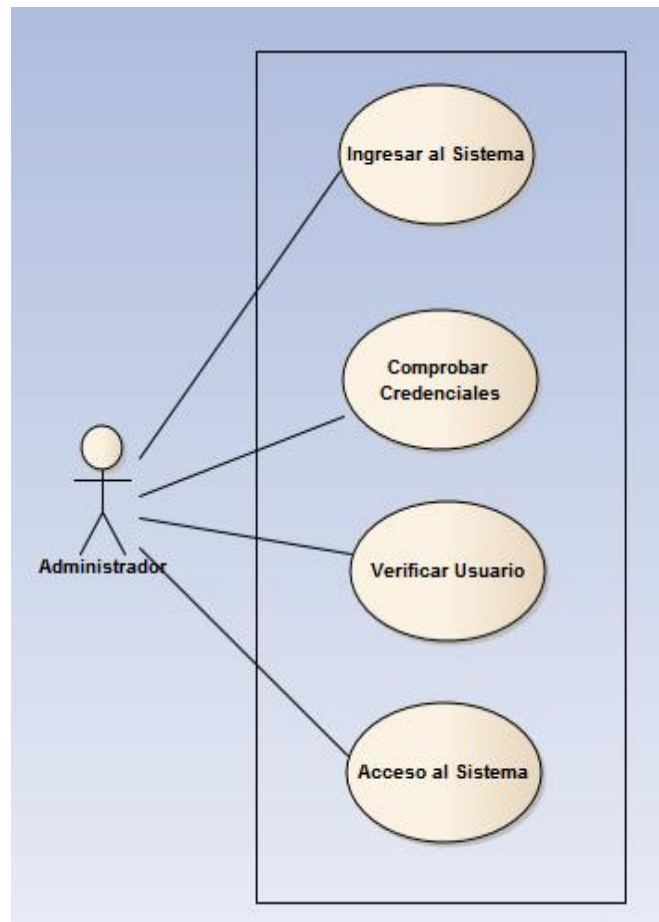 Ingresar al Sistema
Comprobar
Credenciales
Verificar Usuario
Administrador
Acceso al Sistema